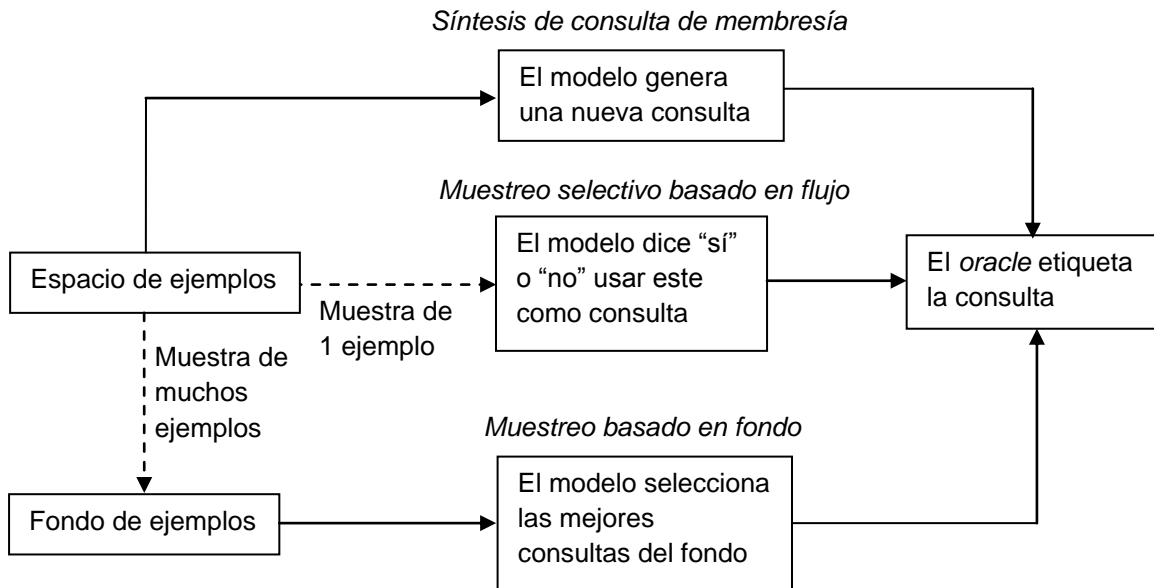 Síntesis de consulta de membresía
El modelo genera
una nueva consulta
Muestreo selectivo basado en flujo
El modelo dice “sí”
o “no” usar este
como consulta
El oracle etiqueta
la consulta
Espacio de ejemplos
Muestra de
1 ejemplo
Muestra de
muchos
ejemplos
Muestreo basado en fondo
El modelo selecciona
las mejores
consultas del fondo
Fondo de ejemplos